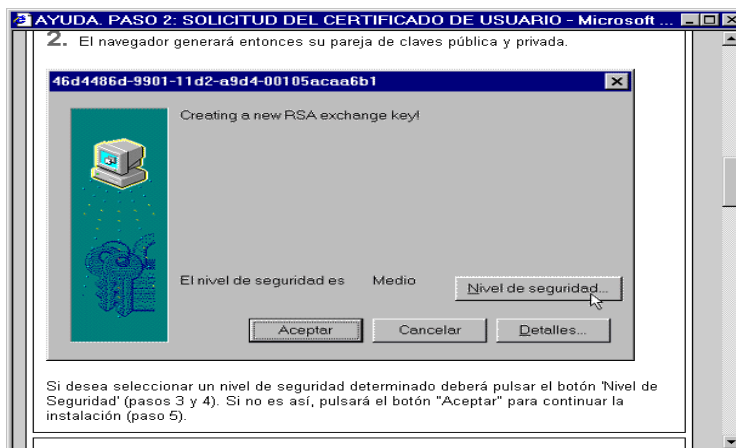 AYUDA. PASO 2: SOLICITUD DEL CERTIFICADO DE USUARIO - Microsoft ...
2. El navegador generará entonces su pareja de claves pública y privada.
46d4486d-9901-11d2-a9d4-00105acaa6b1
Creating a new RSA exchange key!
El nivel de seguridad es Medio Nivel de seguridad...
Aceptar Cancelar Detalles...
Si desea seleccionar un nivel de seguridad determinado deberá pulsar el botón 'Nivel de
Seguridad' (pasos 3 y 4). Si no es así, pulsará el botón "Aceptar" para continuar la
instalación (paso 5).